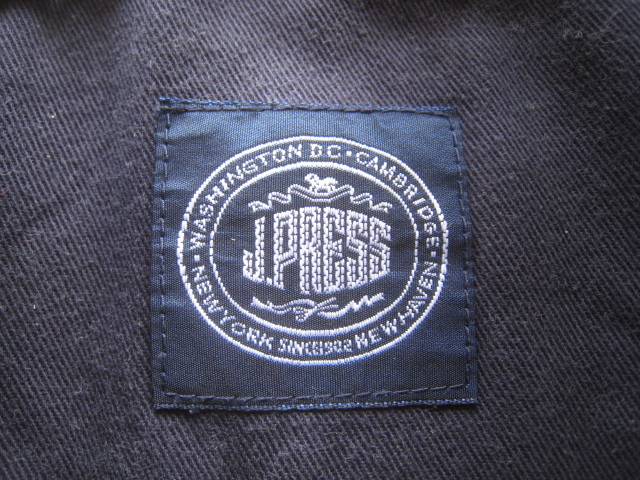 WASHINGTON DC • CAMBRIDGE •
J.PRESS
• NEW YORK SINCE 1902 NEW HAVEN